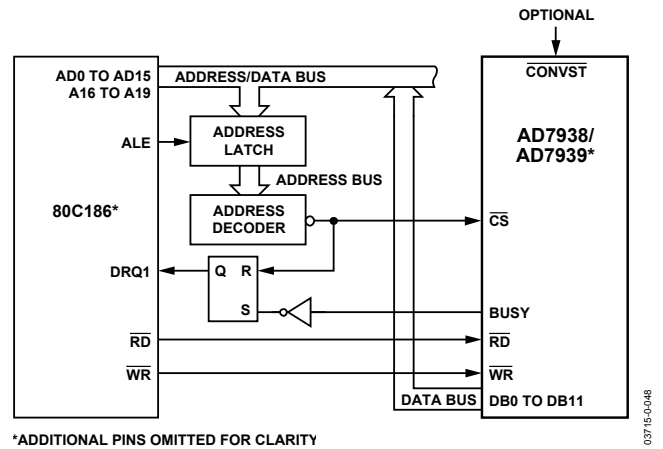 OPTIONAL
AD0 TO AD15
A16 TO A19
ADDRESS/DATA BUS
CONVST
ALE
ADDRESS
LATCH
AD7938/
AD7939*
ADDRESS BUS
80C186*
ADDRESS
DECODER
CS
DRQ1
Q R
S
BUSY
RD
RD
WR
WR
DATA BUS
DB0 TO DB11
*ADDITIONAL PINS OMITTED FOR CLARITY
03715-0-048